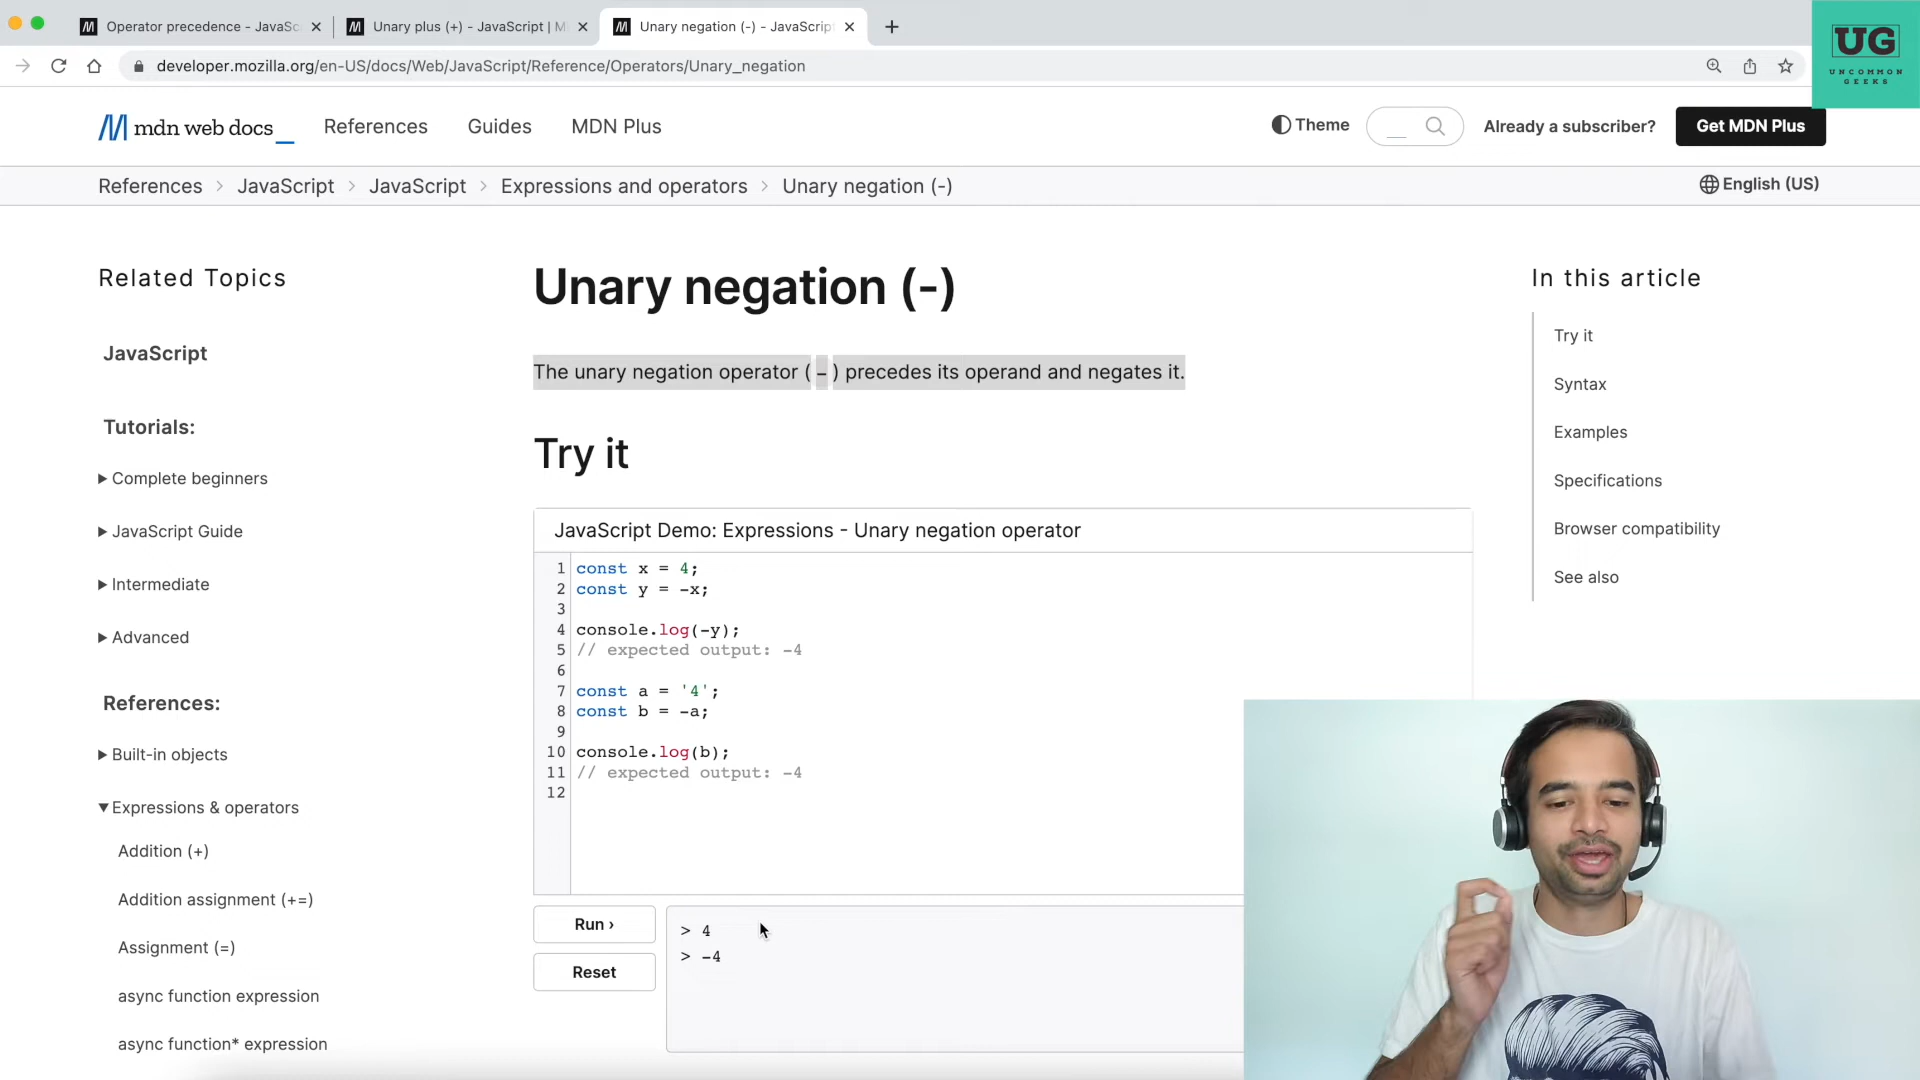 Operator precedence - JavaSc
Unary plus (+) - JavaScript | M
Unary negation (-) - JavaScrip
developer.mozilla.org/en-US/docs/Web/JavaScript/Reference/Operators/Unary_negation
UG
UNCOMMON
GEEKS
mdn web docs_
References
Guides
MDN Plus
Theme
Already a subscriber?
Get MDN Plus
References > JavaScript > JavaScript > Expressions and operators > Unary negation (-)
English (US)
Related Topics
JavaScript
Tutorials:
Complete beginners
JavaScript Guide
Intermediate
Advanced
References:
Built-in objects
Expressions & operators
Addition (+)
Addition assignment (+=)
Assignment (=)
async function expression
async function* expression
Unary negation (-)
The unary negation operator (-) precedes its operand and negates it.
Try it
JavaScript Demo: Expressions - Unary negation operator
1 const x = 4;
2 const y = -x;
3
4 console.log(-y);
5 // expected output: -4
6
7 const a = '4';
8 const b = -a;
9
10 console.log(b);
11 // expected output: -4
12
Run ›
Reset
> 4
> -4
In this article
Try it
Syntax
Examples
Specifications
Browser compatibility
See also